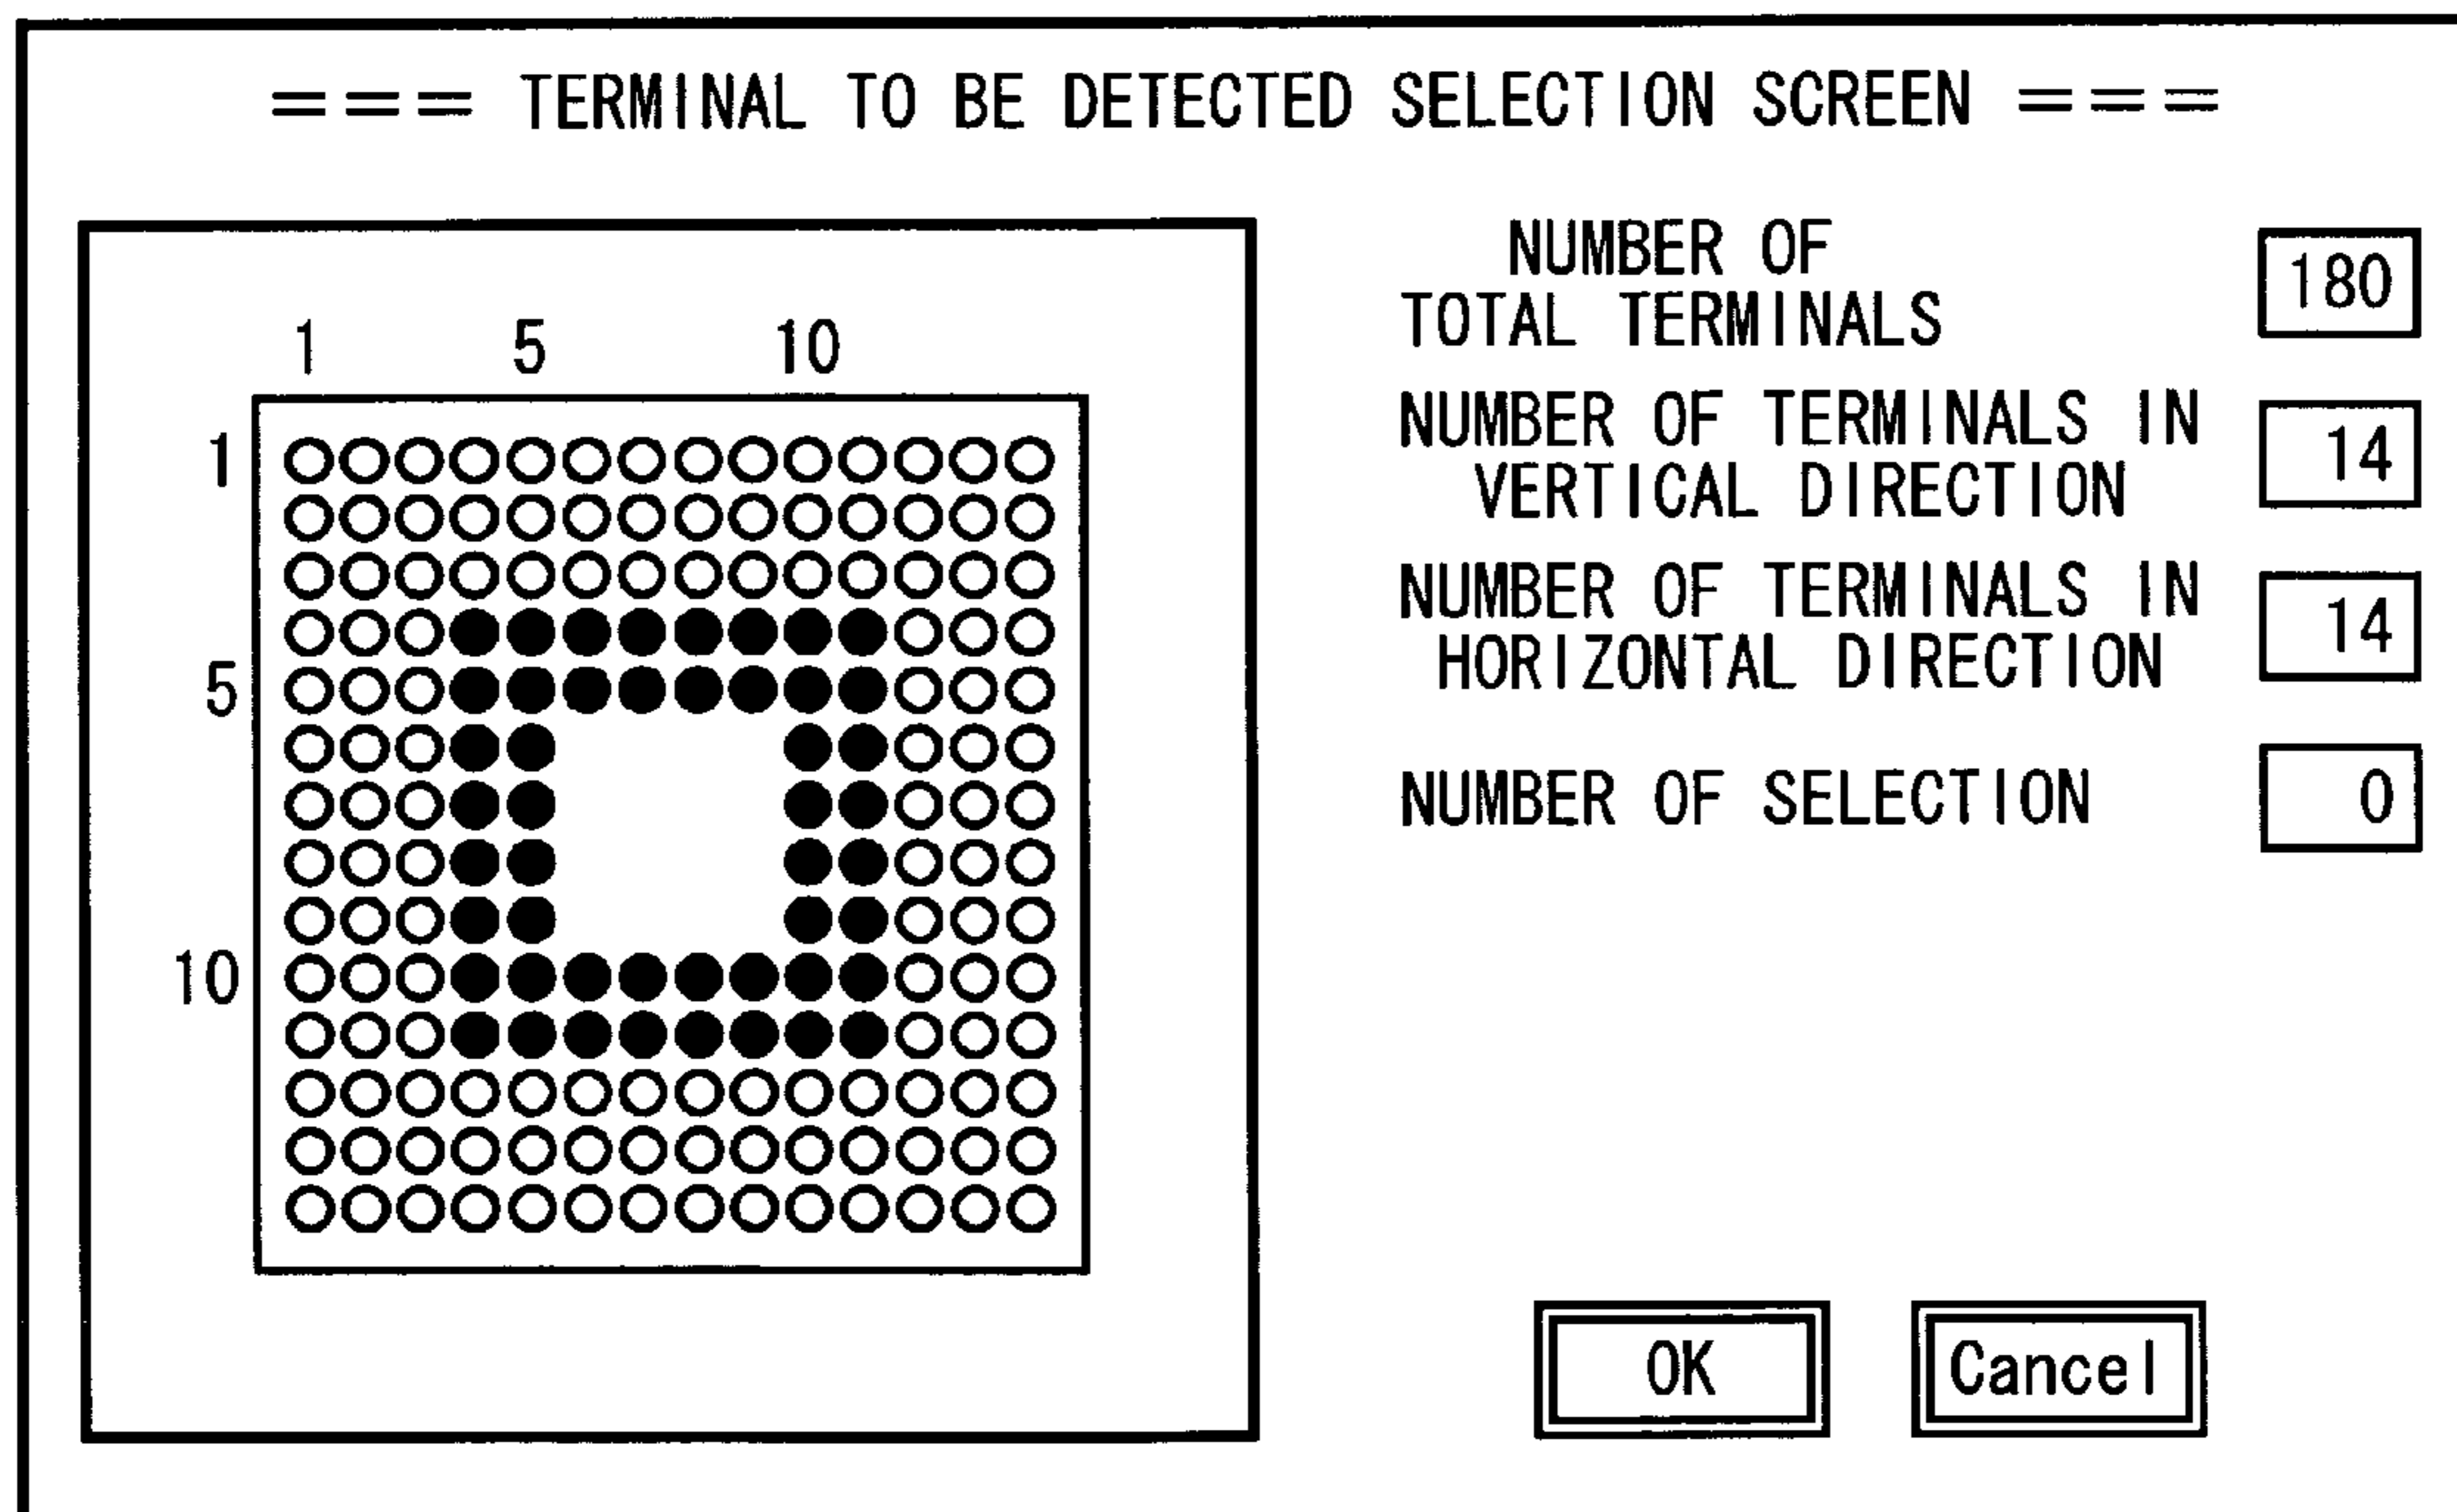 === TERMINAL TO BE DETECTED SELECTION SCREEN ===
1 5 10
1
5
10
NUMBER OF
TOTAL TERMINALS
180
NUMBER OF TERMINALS IN
VERTICAL DIRECTION
14
NUMBER OF TERMINALS IN
HORIZONTAL DIRECTION
14
NUMBER OF SELECTION
0
OK
Cancel